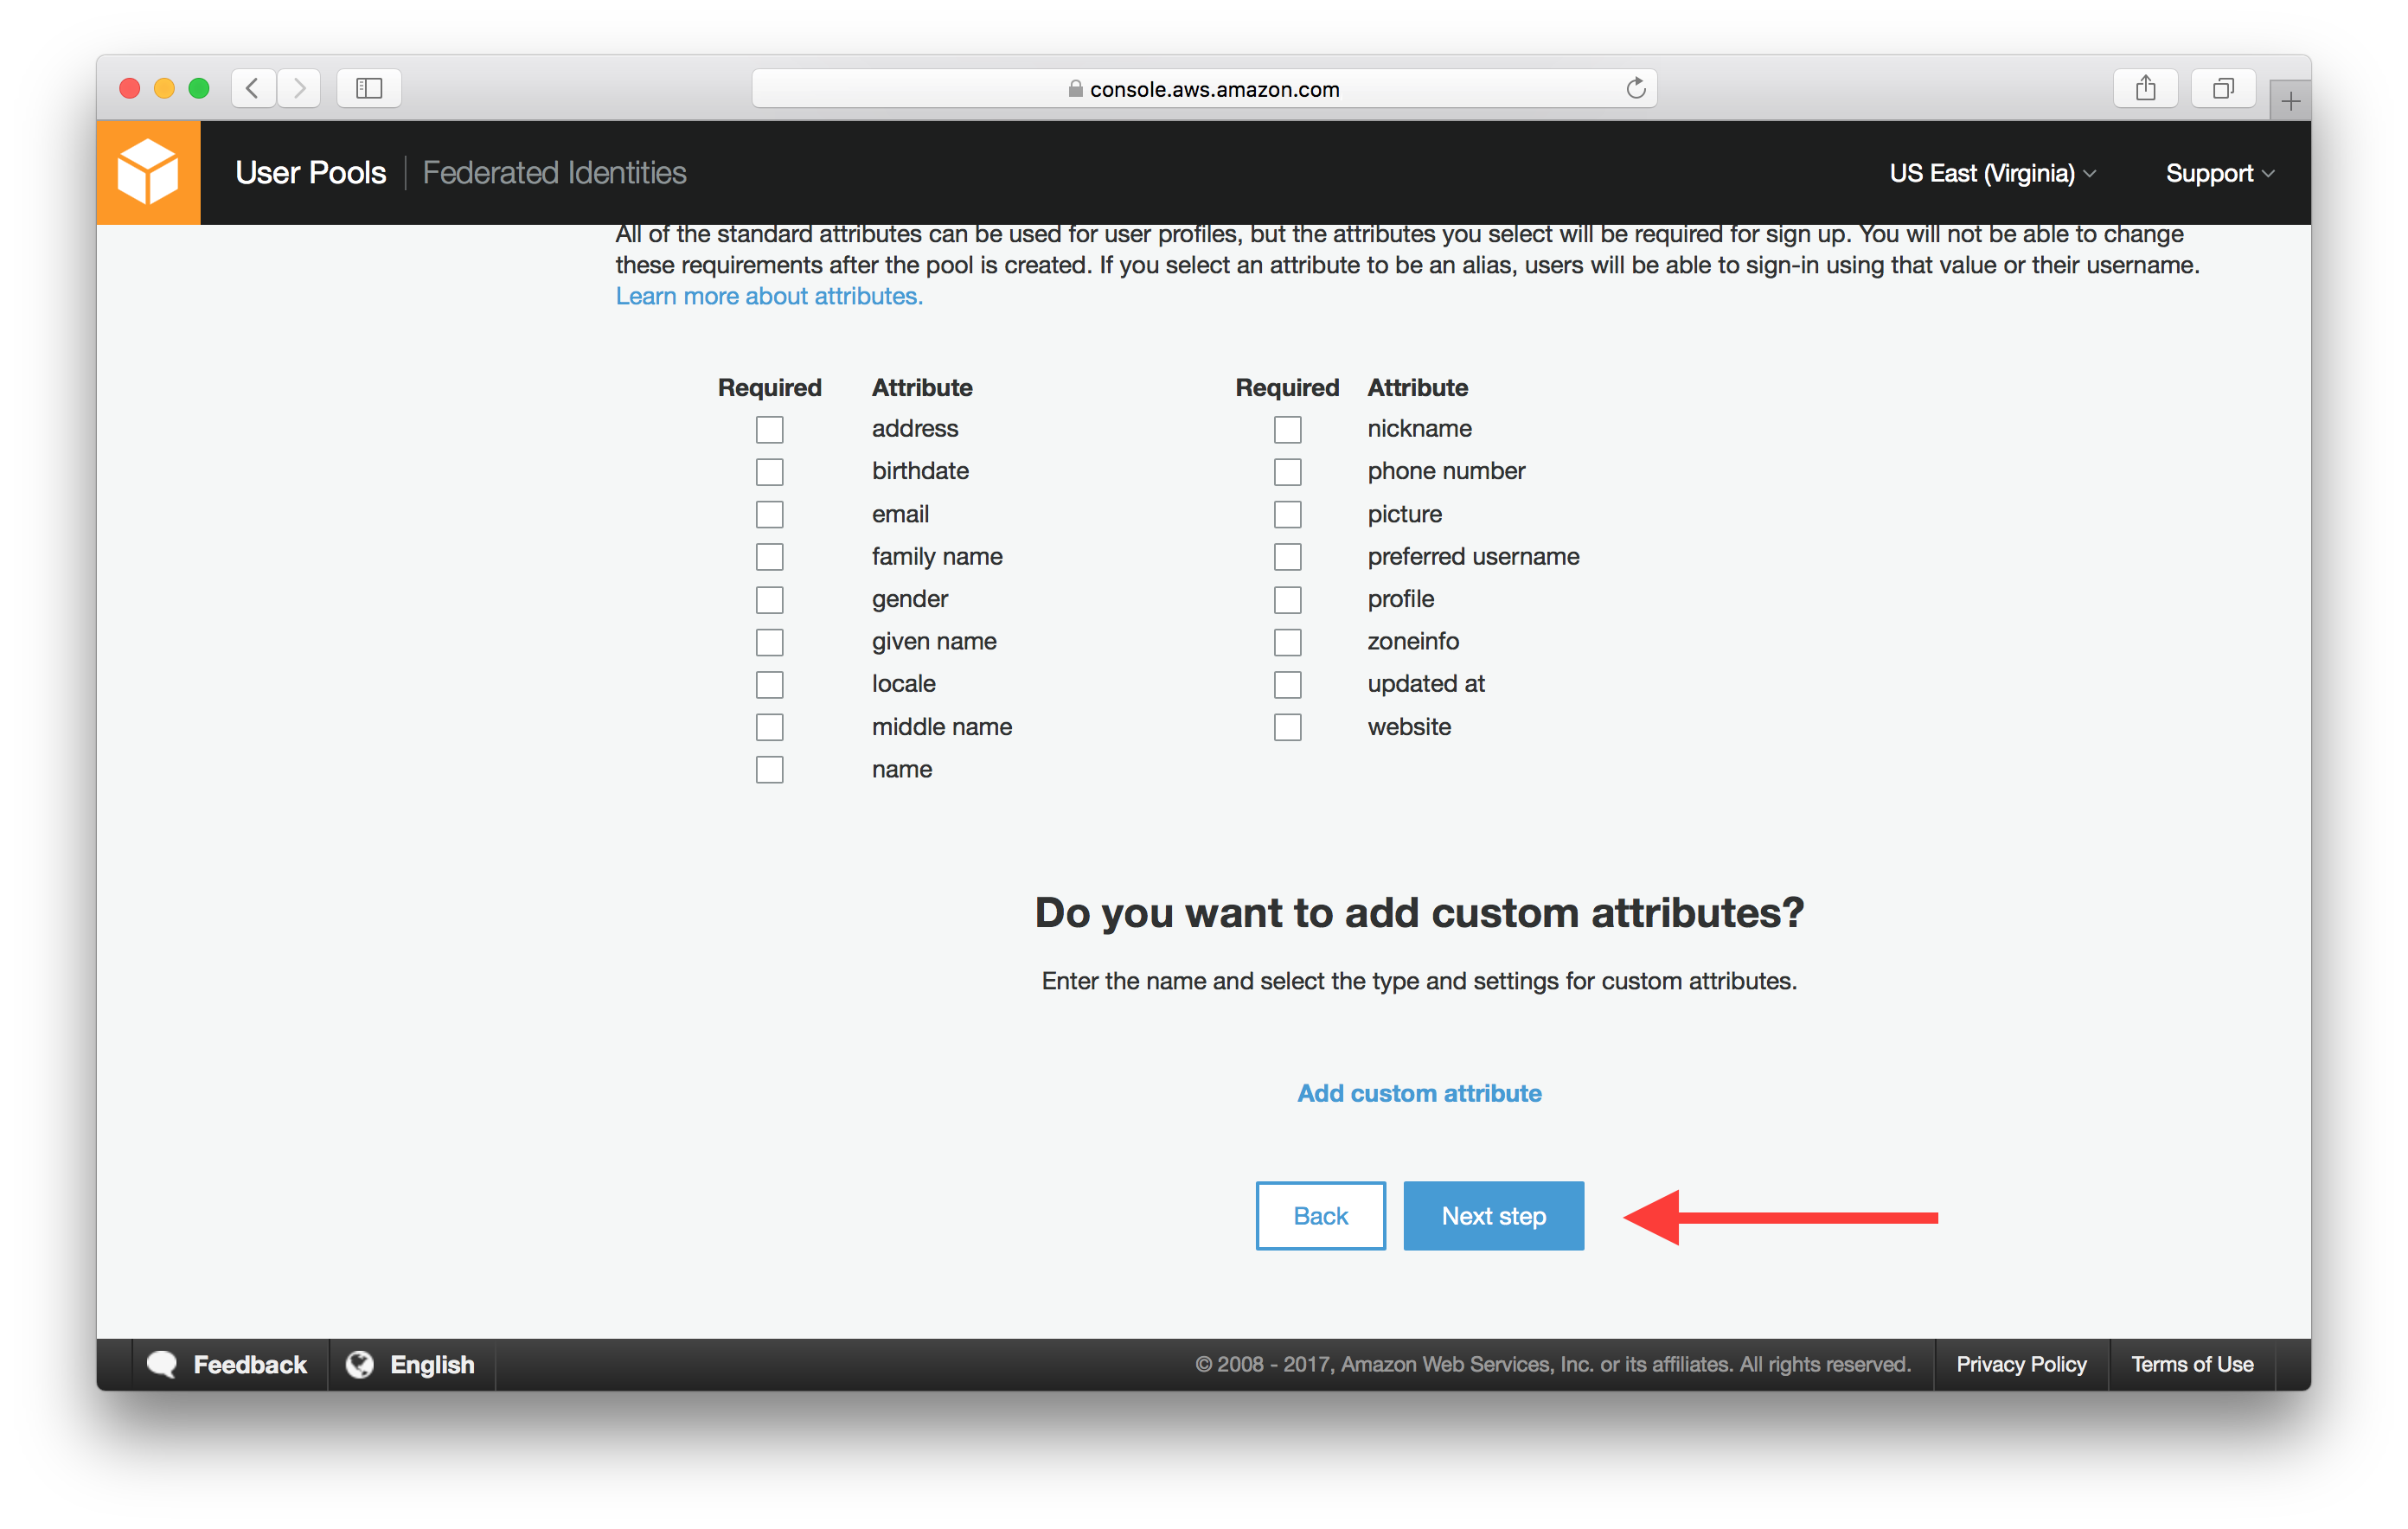 console.aws.amazon.com
User Pools Federated Identities US East (Virginia) Support
All of the standard attributes can be used for user profiles, but the attributes you select will be required for sign up. You will not be able to change
these requirements after the pool is created. If you select an attribute to be an alias, users will be able to sign-in using that value or their username.
Learn more about attributes.
Required Attribute Required Attribute
address nickname
birthdate phone number
email picture
family name preferred username
gender profile
given name zoneinfo
locale updated at
middle name website
name
Do you want to add custom attributes?
Enter the name and select the type and settings for custom attributes.
Add custom attribute
Back Next step
Feedback English © 2008 - 2017, Amazon Web Services, Inc. or its affiliates. All rights reserved. Privacy Policy Terms of Use